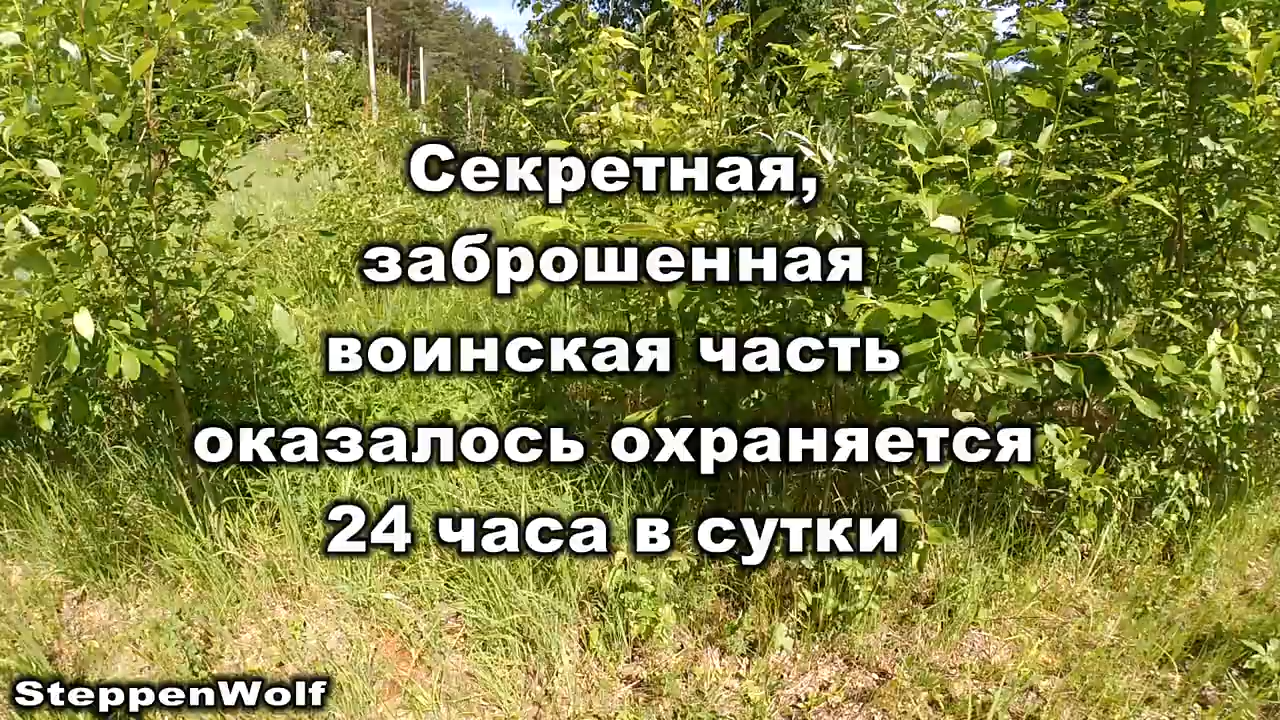 Секретная,
заброшенная
воинская часть
оказалось охраняется
24 часа в сутки
SteppenWolf